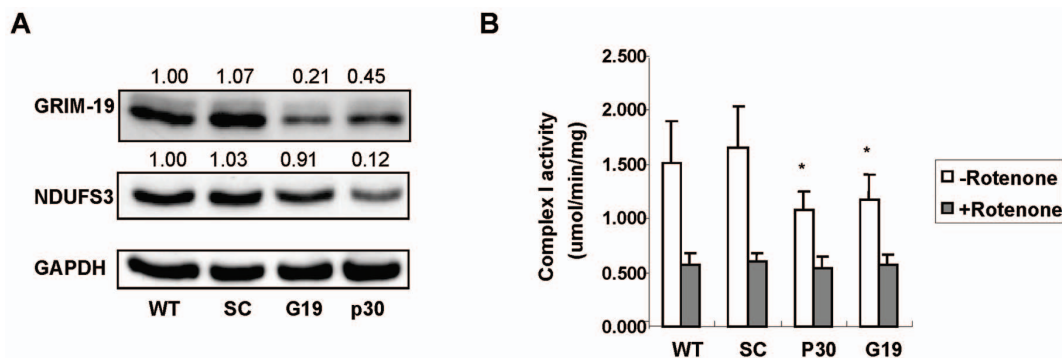 A
1.00 1.07 0.21 0.45
GRIM-19
1.00 1.03 0.91 0.12
NDUFS3
GAPDH
WT SC G19 p30
B
Complex I activity
(umol/min/mg)
2.500
2.000
1.500
1.000
0.500
0.000
* *
WT SC P30 G19
-Rotenone
+Rotenone